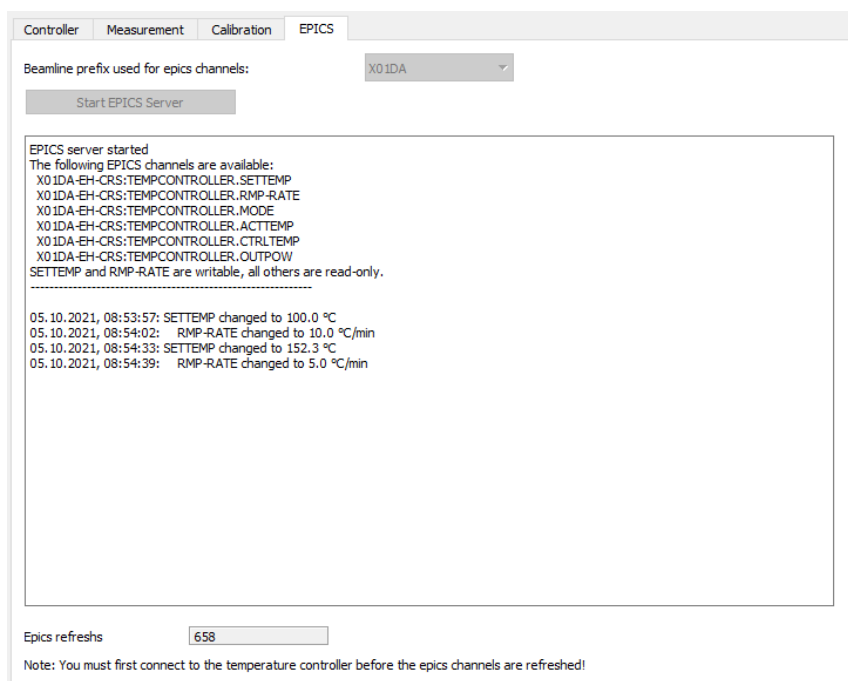 Controller Measurement Calibration EPICS
Beamline prefix used for epics channels: X01DA
Start EPICS Server
EPICS server started
The following EPICS channels are available:
X01DA-EH-CRS:TEMPCONTROLLER.SETTEMP
X01DA-EH-CRS:TEMPCONTROLLER.RMP-RATE
X01DA-EH-CRS:TEMPCONTROLLER.MODE
X01DA-EH-CRS:TEMPCONTROLLER.ACTTEMP
X01DA-EH-CRS:TEMPCONTROLLER.CTRLTEMP
X01DA-EH-CRS:TEMPCONTROLLER.OUTPOW
SETTEMP and RMP-RATE are writable, all others are read-only.
------------------------------------------------------------
05.10.2021, 08:53:57: SETTEMP changed to 100.0 °C
05.10.2021, 08:54:02: RMP-RATE changed to 10.0 °C/min
05.10.2021, 08:54:33: SETTEMP changed to 152.3 °C
05.10.2021, 08:54:39: RMP-RATE changed to 5.0 °C/min
Epics refreshs 658
Note: You must first connect to the temperature controller before the epics channels are refreshed!